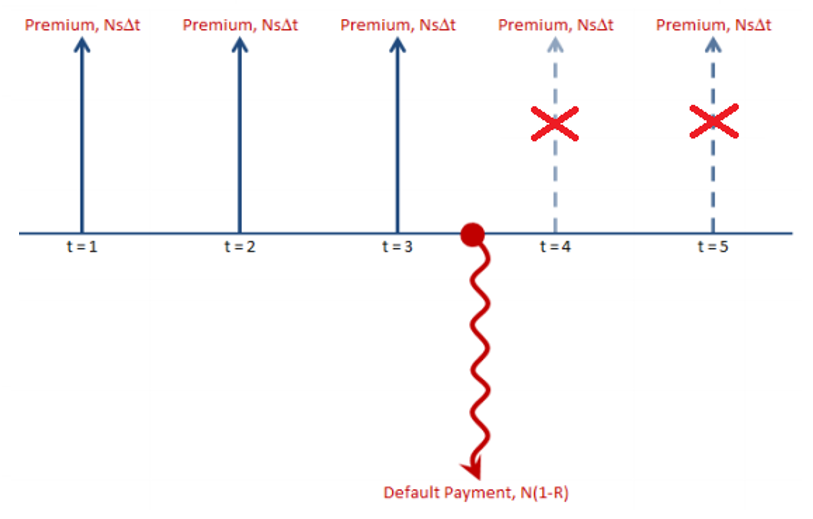 Premium, NsΔt Premium, NsΔt Premium, NsΔt Premium, NsΔt Premium, NsΔt
t = 1 t = 2 t = 3 t = 4 t = 5
Default Payment, N(1-R)